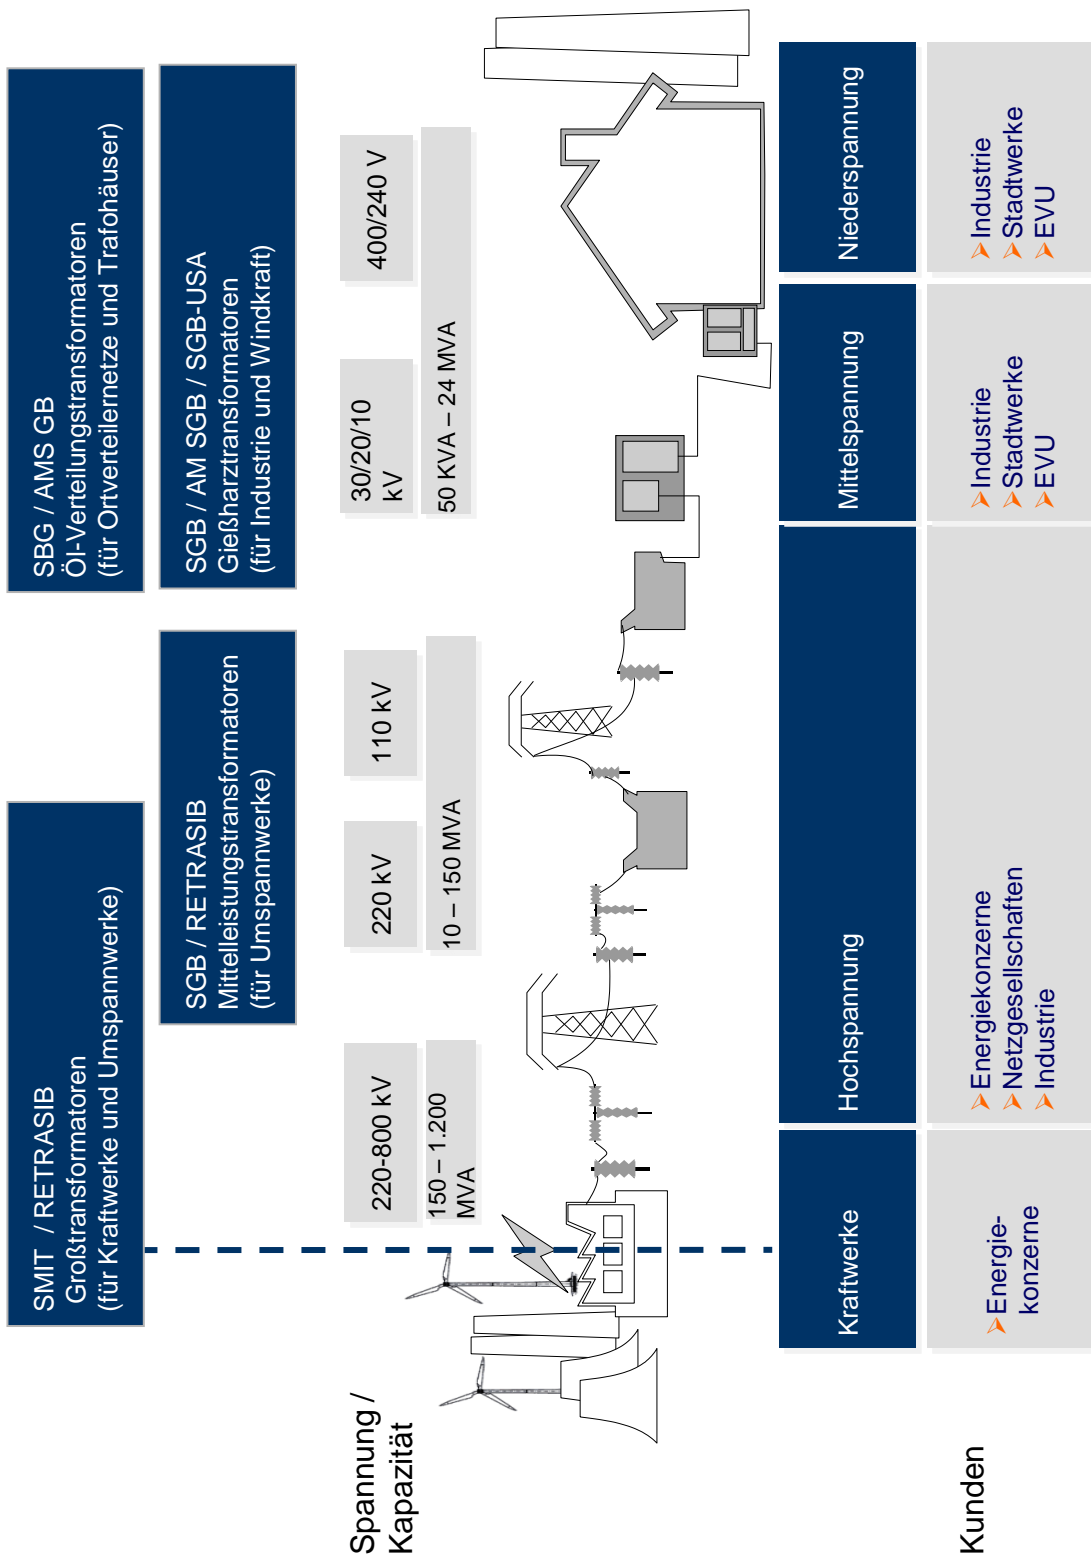 SMIT / RETRASIB
Großtransformatoren
(für Kraftwerke und Umspannwerke)
SBG / AMS GB
Öl-Verteilungstransformatoren
(für Ortverteilernetze und Trafohäuser)
SGB / RETRASIB
Mittelleistungstransformatoren
(für Umspannwerke)
SGB / AM SGB / SGB-USA
Gießharztransformatoren
(für Industrie und Windkraft)
Spannung /
Kapazität
220-800 kV
220 kV
110 kV
30/20/10
kV
400/240 V
150 – 1.200
MVA
10 – 150 MVA
50 KVA – 24 MVA
Kraftwerke
Hochspannung
Mittelspannung
Niederspannung
Kunden
Energie-
konzerne
Energiekonzerne
Netzgesellschaften
Industrie
Industrie
Stadtwerke
EVU
Industrie
Stadtwerke
EVU